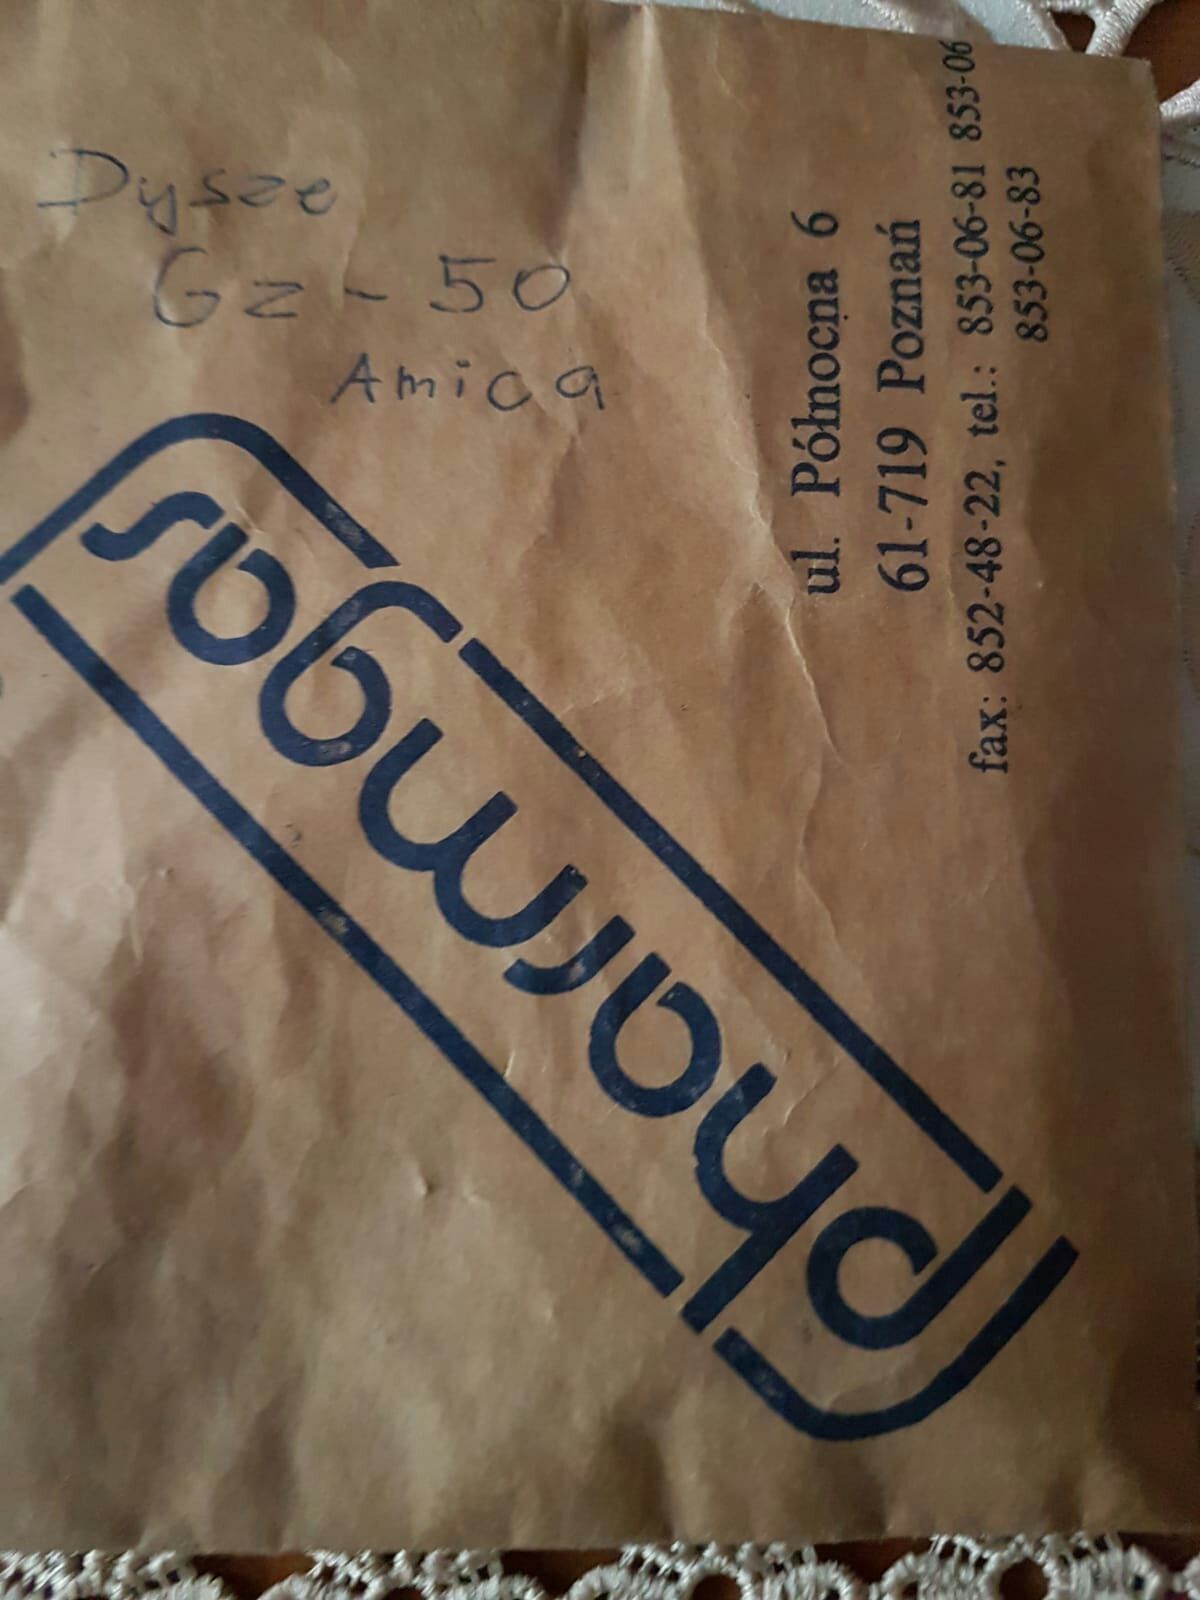 Dysze
Gz - 50
Amica
pharmgas
ul. Północna 6
61-719 Poznań
fax: 852-48-22, tel.: 853-06-81 853-06
853-06-83